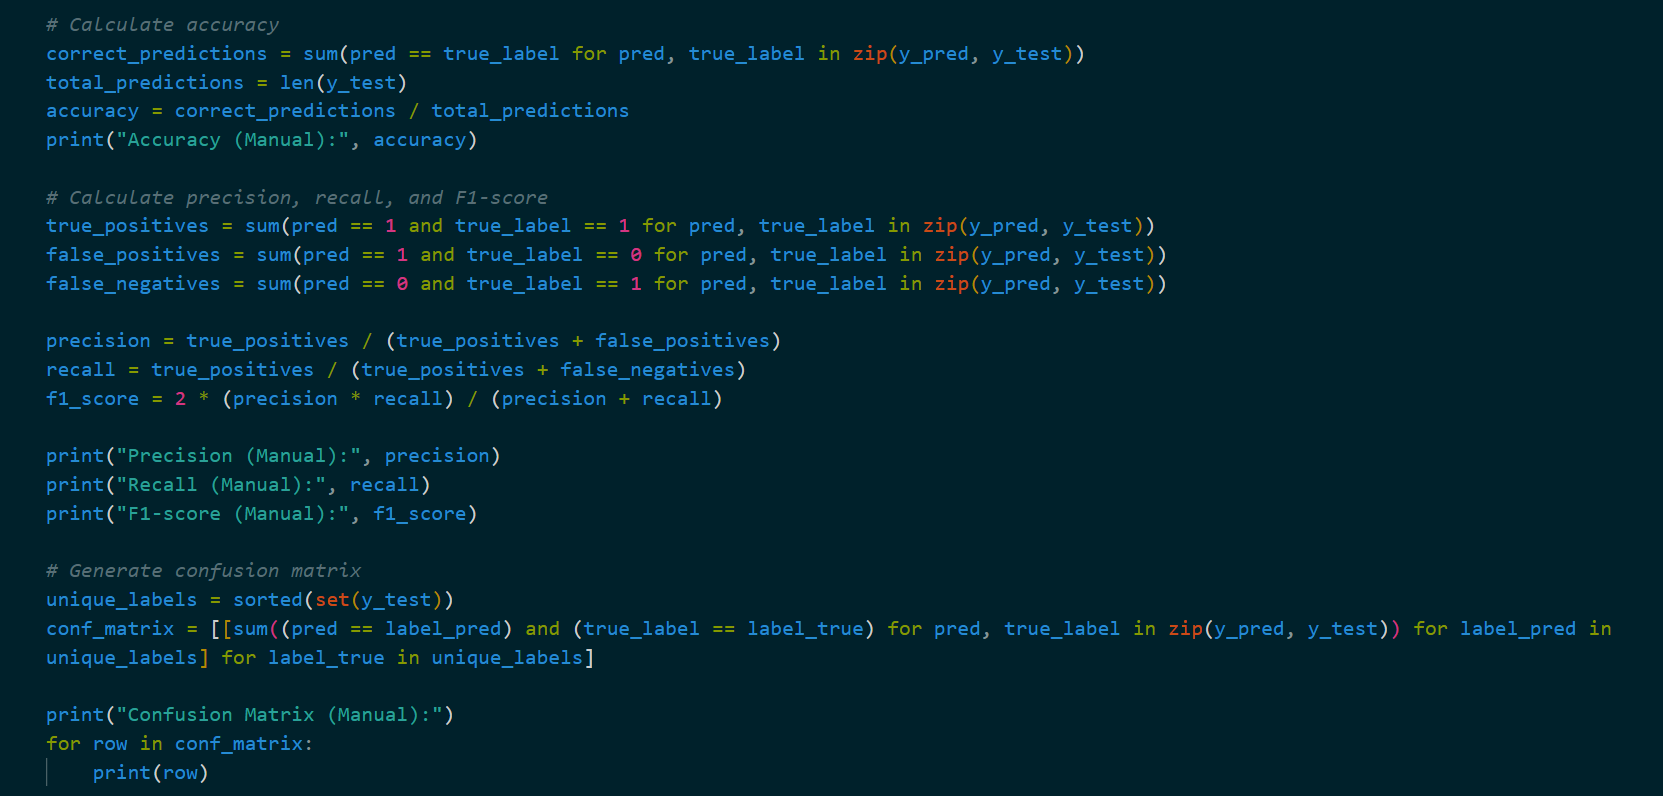 # Calculate accuracy
correct_predictions = sum(pred == true_label for pred, true_label in zip(y_pred, y_test))
total_predictions = len(y_test)
accuracy = correct_predictions / total_predictions
print("Accuracy (Manual):", accuracy)
# Calculate precision, recall, and F1-score
true_positives = sum(pred == 1 and true_label == 1 for pred, true_label in zip(y_pred, y_test))
false_positives = sum(pred == 1 and true_label == 0 for pred, true_label in zip(y_pred, y_test))
false_negatives = sum(pred == 0 and true_label == 1 for pred, true_label in zip(y_pred, y_test))
precision = true_positives / (true_positives + false_positives)
recall = true_positives / (true_positives + false_negatives)
f1_score = 2 * (precision * recall) / (precision + recall)
print("Precision (Manual):", precision)
print("Recall (Manual):", recall)
print("F1-score (Manual):", f1_score)
# Generate confusion matrix
unique_labels = sorted(set(y_test))
conf_matrix = [[sum((pred == label_pred) and (true_label == label_true) for pred, true_label in zip(y_pred, y_test)) for label_pred in
unique_labels] for label_true in unique_labels]
print("Confusion Matrix (Manual):")
for row in conf_matrix:
    print(row)